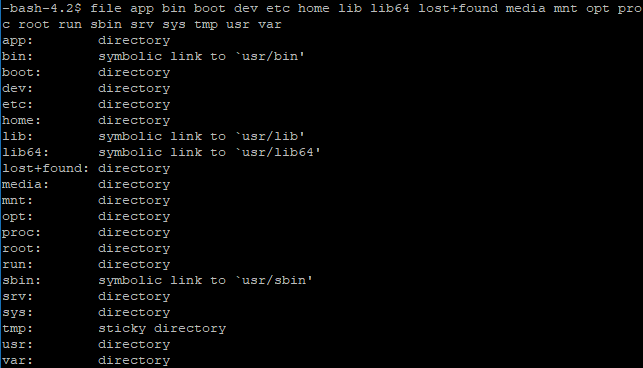 -bash-4.2$ file app bin boot dev etc home lib lib64 lost+found media mnt opt pro
c root run sbin srv sys tmp usr var
app:        directory
bin:        symbolic link to `usr/bin'
boot:       directory
dev:        directory
etc:        directory
home:       directory
lib:        symbolic link to `usr/lib'
lib64:      symbolic link to `usr/lib64'
lost+found: directory
media:      directory
mnt:        directory
opt:        directory
proc:       directory
root:       directory
run:        directory
sbin:       symbolic link to `usr/sbin'
srv:        directory
sys:        directory
tmp:        sticky directory
usr:        directory
var:        directory